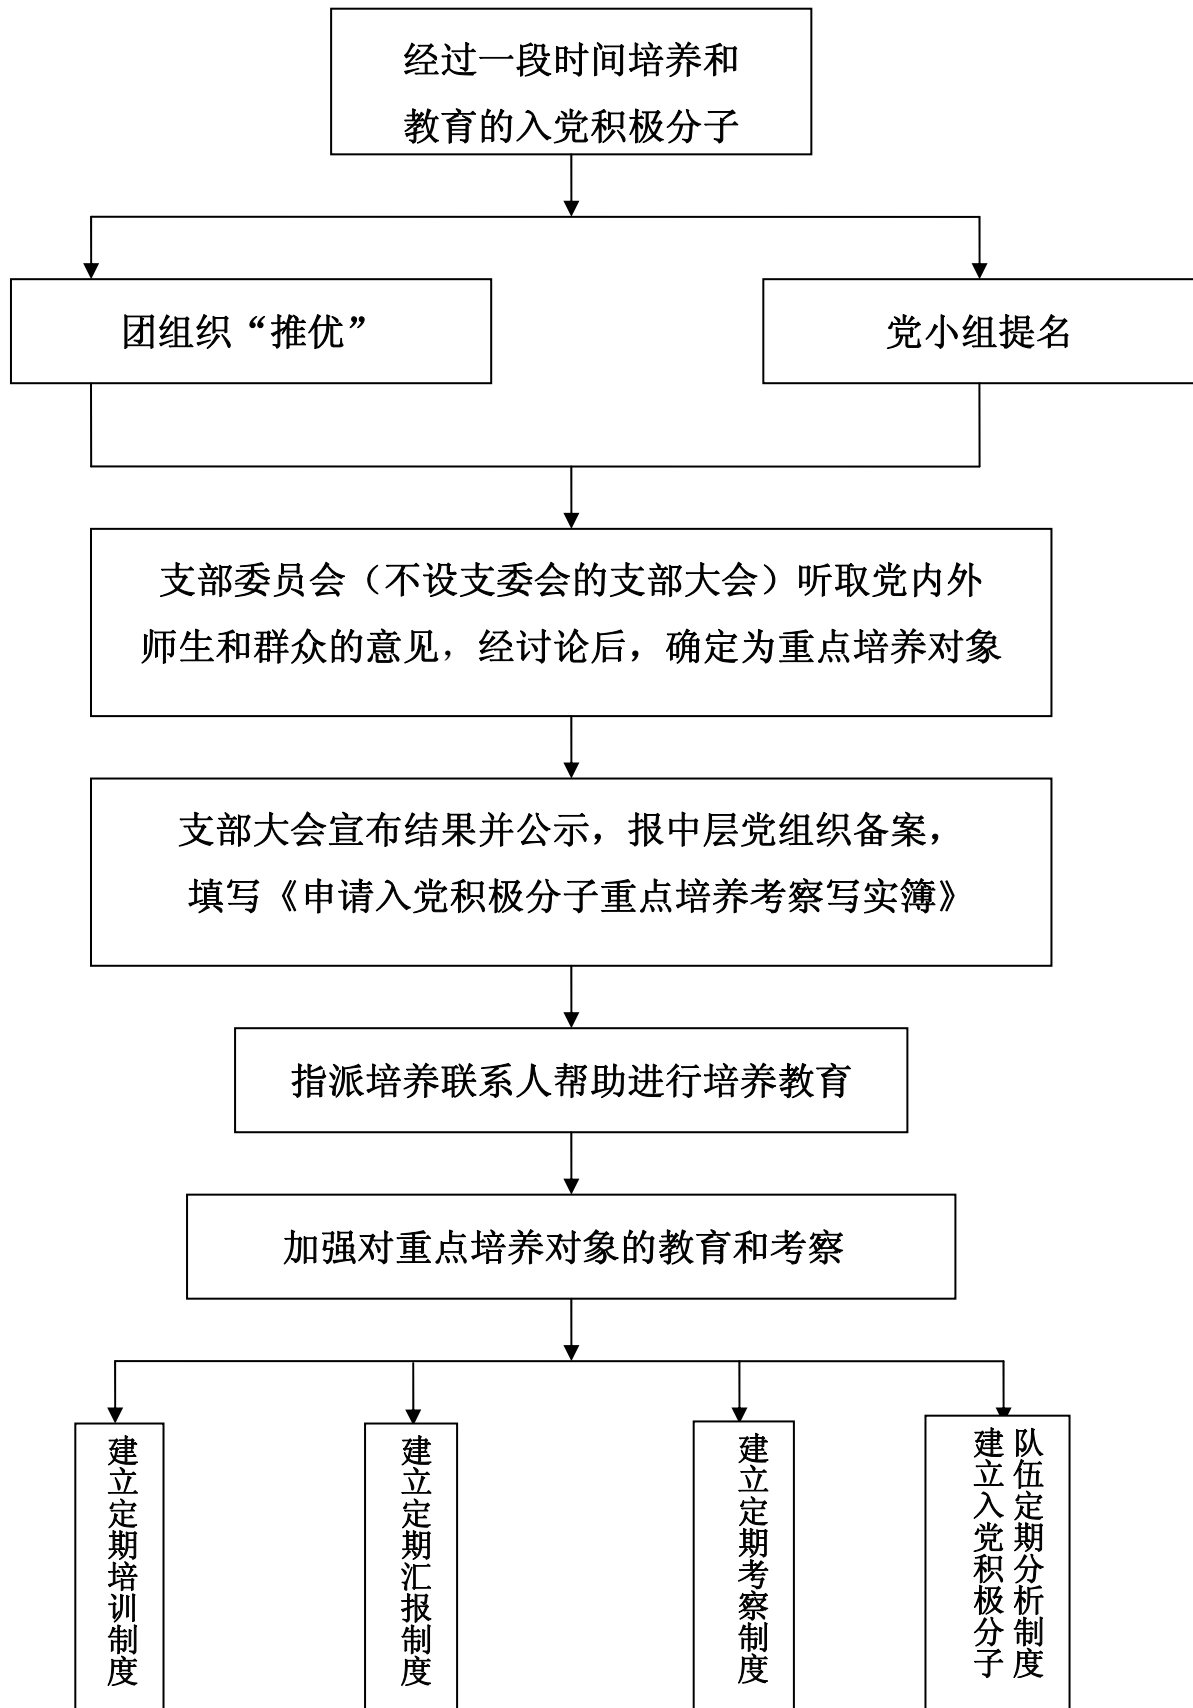 经过一段时间培养和
教育的入党积极分子
团组织“推优”
党小组提名
支部委员会（不设支委会的支部大会）听取党内外
师生和群众的意见，经讨论后，确定为重点培养对象
支部大会宣布结果并公示，报中层党组织备案，
填写《申请入党积极分子重点培养考察写实簿》
指派培养联系人帮助进行培养教育
加强对重点培养对象的教育和考察
建立定期培训制度
建立定期汇报制度
建立定期考察制度
建立入党积极分子
队伍定期分析制度